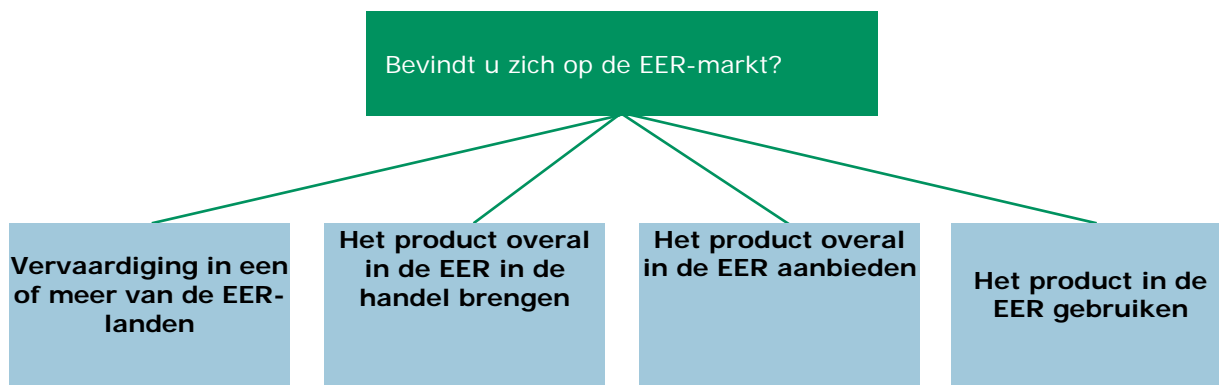 Bevindt u zich op de EER-markt?
Vervaardiging in een
of meer van de EER-
landen
Het product overal
in de EER in de
handel brengen
Het product overal
in de EER aanbieden
Het product in de
EER gebruiken